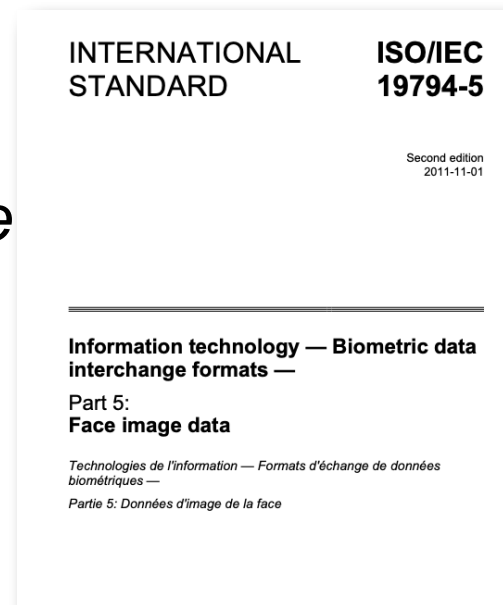 INTERNATIONAL
STANDARD
ISO/IEC
19794-5
Second edition
2011-11-01
e
Information technology — Biometric data
interchange formats —
Part 5:
Face image data
Technologies de l'information — Formats d'échange de données
biométriques —
Partie 5: Données d'image de la face